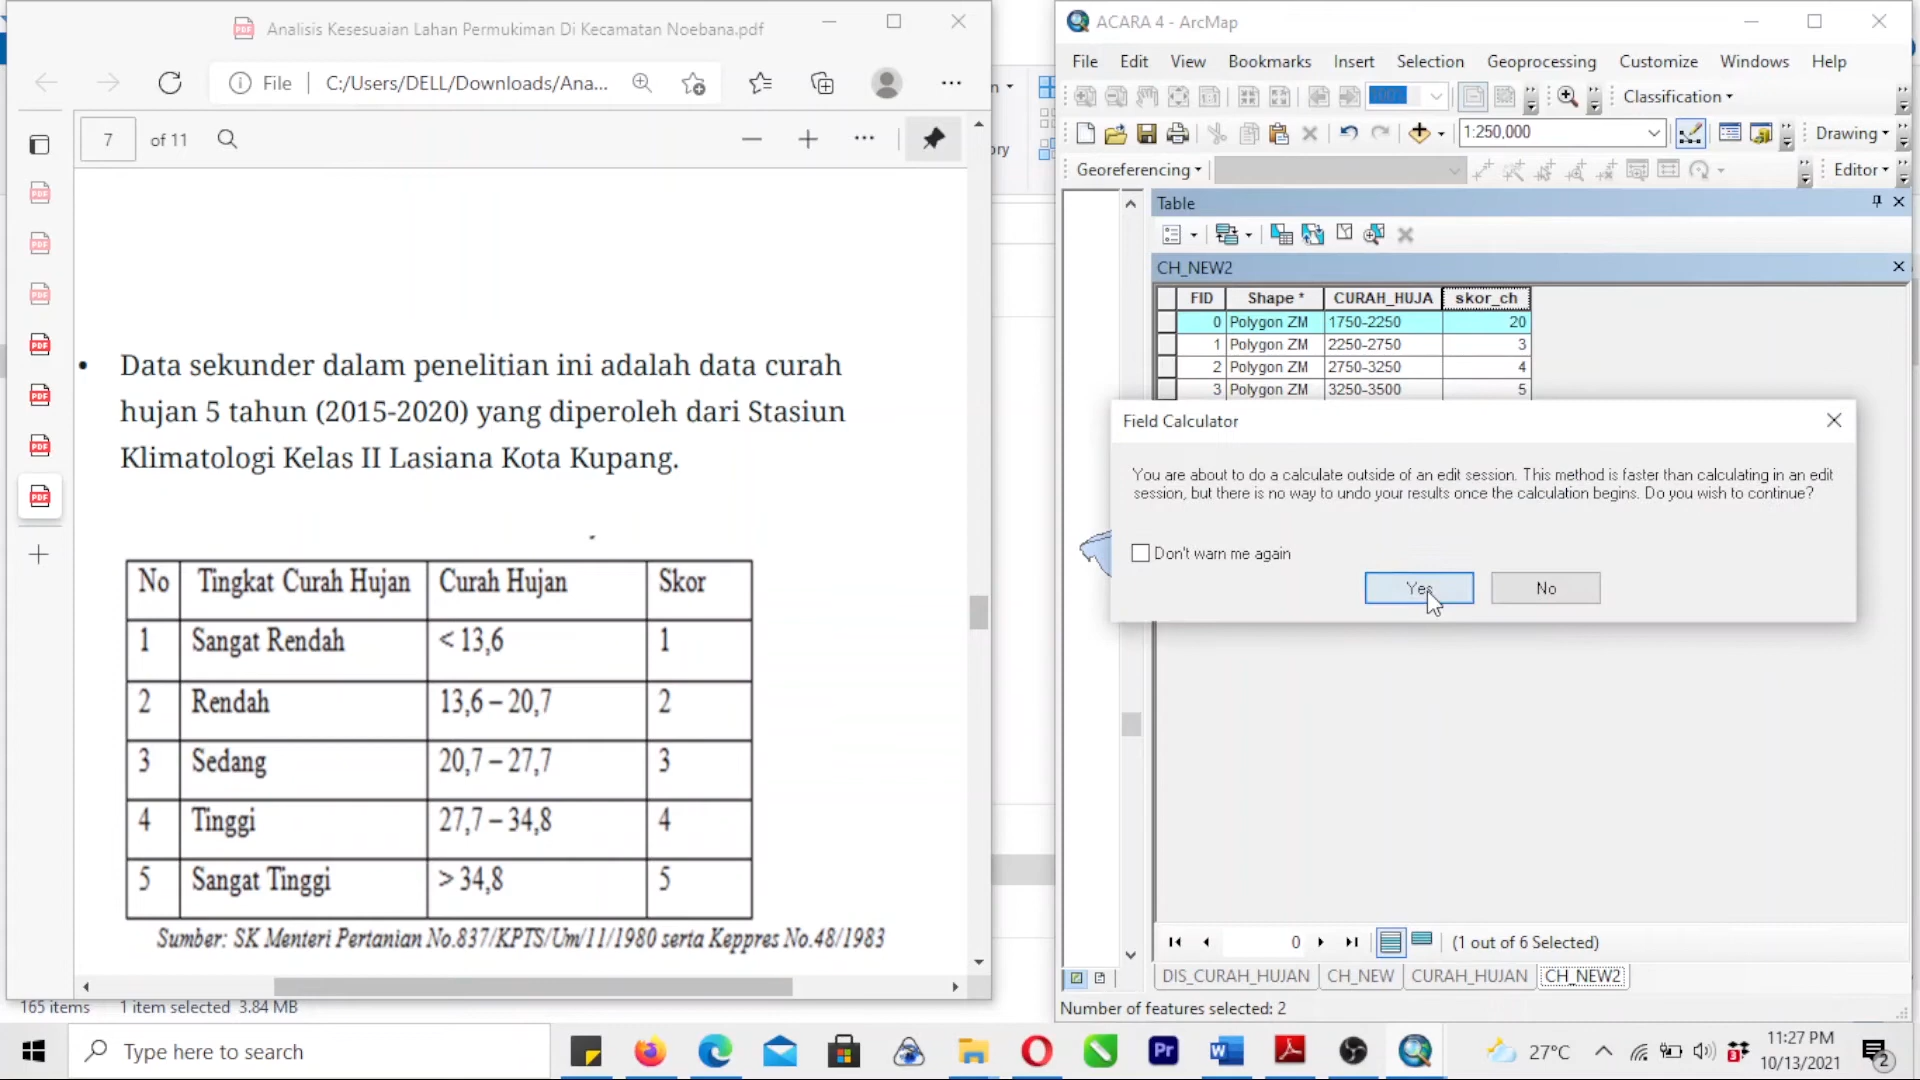 Analisis Kesesuaian Lahan Permukiman Di Kecamatan Noebana.pdf
File
C:/Users/DELL/Downloads/Ana...
7 of 11
Data sekunder dalam penelitian ini adalah data curah
hujan 5 tahun (2015-2020) yang diperoleh dari Stasiun
Klimatologi Kelas II Lasiana Kota Kupang.
No Tingkat Curah Hujan Curah Hujan Skor
1 Sangat Rendah < 13,6 1
2 Rendah 13,6 – 20,7 2
3 Sedang 20,7 – 27,7 3
4 Tinggi 27,7 – 34,8 4
5 Sangat Tinggi > 34,8 5
Sumber: SK Menteri Pertanian No.837/KPTS/Um/11/1980 serta Keppres No.48/1983
165 items 1 item selected 3.84 MB
ACARA 4 - ArcMap
File Edit View Bookmarks Insert Selection Geoprocessing Customize Windows Help
Classification
1:250,000
Drawing
Georeferencing
Editor
Table
CH_NEW2
FID Shape * CURAH_HUJA skor_ch
0 Polygon ZM 1750-2250 20
1 Polygon ZM 2250-2750 3
2 Polygon ZM 2750-3250 4
3 Polygon ZM 3250-3500 5
Field Calculator
You are about to do a calculate outside of an edit session. This method is faster than calculating in an edit
session, but there is no way to undo your results once the calculation begins. Do you wish to continue?
Don't warn me again
Yes
No
0
(1 out of 6 Selected)
DIS_CURAH_HUJAN CH_NEW CURAH_HUJAN CH_NEW2
Number of features selected: 2
Type here to search
27°C
11:27 PM
10/13/2021
2